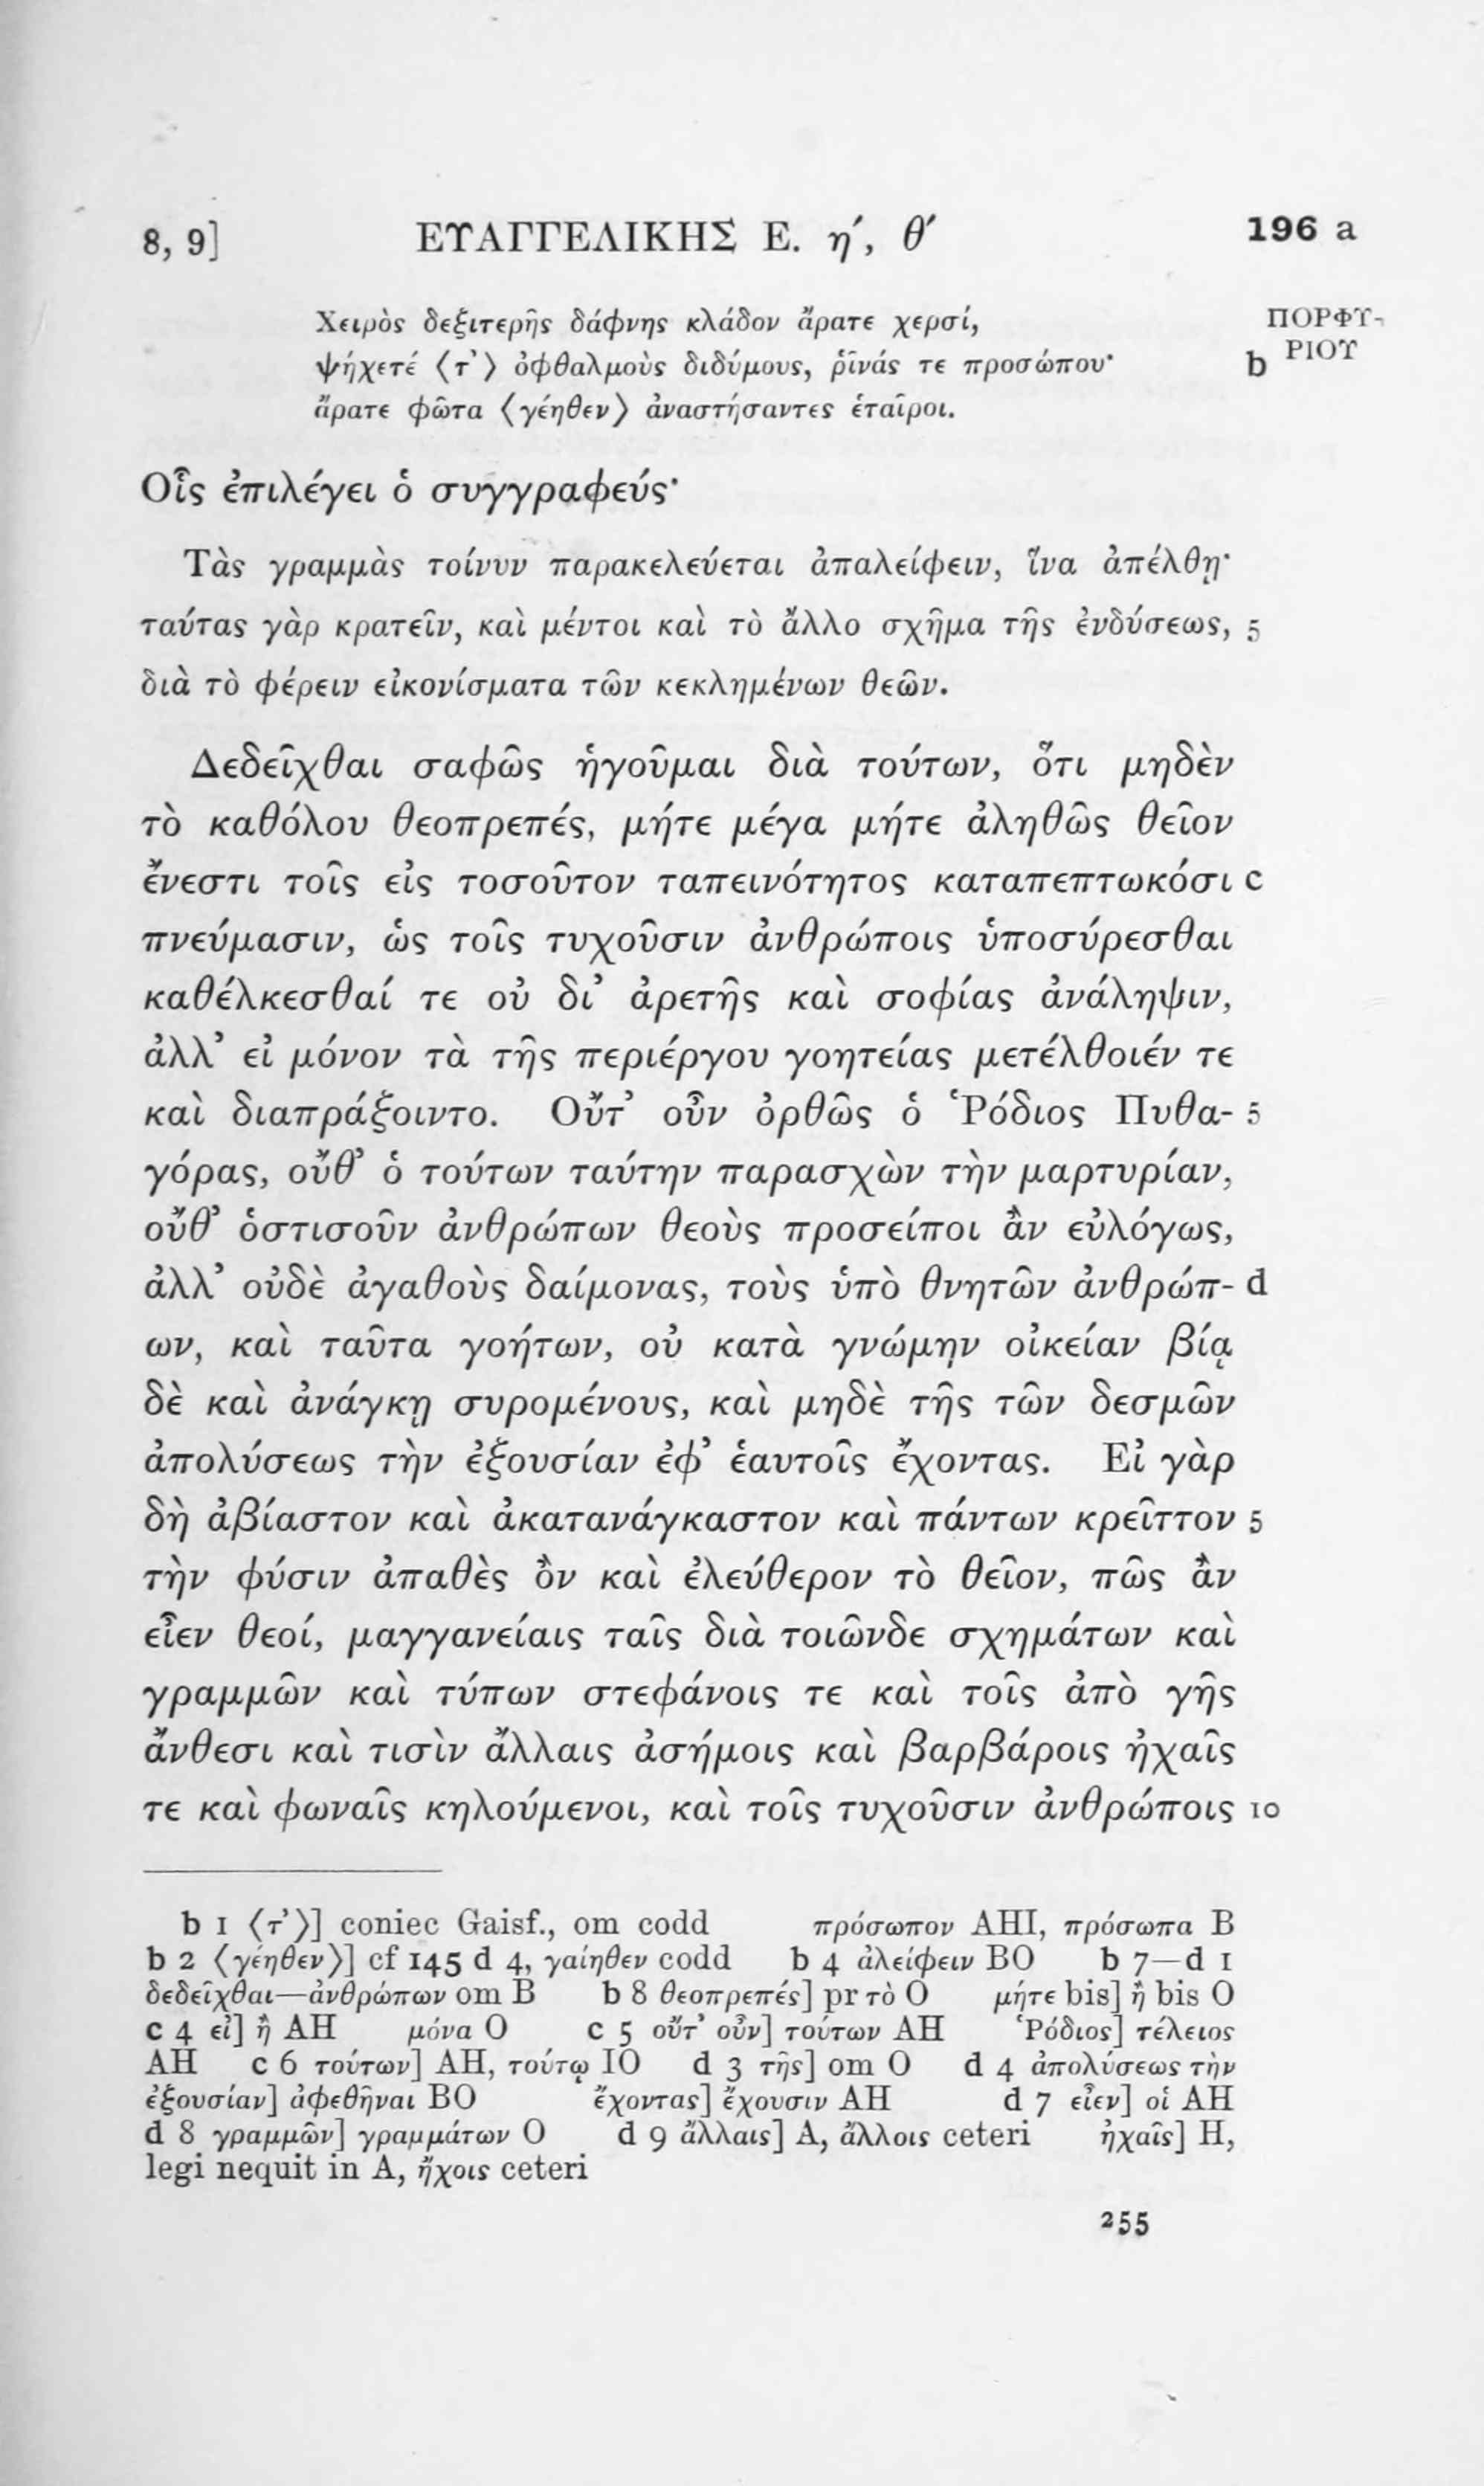 8, 9] ΕΥΑΓΓΕΛΙΚΗΣ Ε. η′, θ′ 196 a
Χειρὸς δεξιτερῆς δάφνης κλάδον ἄρατε χερσί, ΠΟΡΦΥ-
ΡΙΟΥ
ψήχετέ ⟨τ’⟩ ὀφθαλμοὺς διδύμους, ῥῖνάς τε προσώπου· b
ἄρατε φῶτα ⟨γέηθεν⟩ ἀναστήσαντες ἑταῖροι.
Οἷς ἐπιλέγει ὁ συγγραφεύς·
Τὰς γραμμὰς τοίνυν παρακελεύεται ἀπαλείφειν, ἵνα ἀπέλθῃ·
ταύτας γὰρ κρατεῖν, καὶ μέντοι καὶ τὸ ἄλλο σχῆμα τῆς ἐνδύσεως, 5
διὰ τὸ φέρειν εἰκονίσματα τῶν κεκλημένων θεῶν.
Δεδεῖχθαι σαφῶς ἡγοῦμαι διὰ τούτων, ὅτι μηδὲν
τὸ καθόλου θεοπρεπές, μήτε μέγα μήτε ἀληθῶς θεῖον
ἔνεστι τοῖς εἰς τοσοῦτον ταπεινότητος καταπεπτωκόσι c
πνεύμασιν, ὡς τοῖς τυχοῦσιν ἀνθρώποις ὑποσύρεσθαι
καθέλκεσθαί τε οὐ δι’ ἀρετῆς καὶ σοφίας ἀνάληψιν,
ἀλλ’ εἰ μόνον τὰ τῆς περιέργου γοητείας μετέλθοιέν τε
καὶ διαπράξοιντο. Οὔτ’ οὖν ὀρθῶς ὁ Ῥόδιος Πυθα- 5
γόρας, οὔθ’ ὁ τούτων ταύτην παρασχὼν τὴν μαρτυρίαν,
οὔθ’ ὁστισοῦν ἀνθρώπων θεοὺς προσείποι ἂν εὐλόγως,
ἀλλ’ οὐδὲ ἀγαθοὺς δαίμονας, τοὺς ὑπὸ θνητῶν ἀνθρώπ- d
ων, καὶ ταῦτα γοήτων, οὐ κατὰ γνώμην οἰκείαν βίᾳ
δὲ καὶ ἀνάγκῃ συρομένους, καὶ μηδὲ τῆς τῶν δεσμῶν
ἀπολύσεως τὴν ἐξουσίαν ἐφ’ ἑαυτοῖς ἔχοντας. Εἰ γὰρ
δὴ ἀβίαστον καὶ ἀκατανάγκαστον καὶ πάντων κρεῖττον 5
τὴν φύσιν ἀπαθὲς ὂν καὶ ἐλεύθερον τὸ θεῖον, πῶς ἂν
εἶεν θεοί, μαγγανείαις ταῖς διὰ τοιῶνδε σχημάτων καὶ
γραμμῶν καὶ τύπων στεφάνοις τε καὶ τοῖς ἀπὸ γῆς
ἄνθεσι καὶ τισὶν ἄλλαις ἀσήμοις καὶ βαρβάροις ἠχαῖς
τε καὶ φωναῖς κηλούμενοι, καὶ τοῖς τυχοῦσιν ἀνθρώποις 10
b 1 ⟨τ’⟩] coniec Gaisf., om codd πρόσωπον AHI, πρόσωπα B
b 2 ⟨γέηθεν⟩] cf 145 d 4, γαίηθεν codd b 4 ἀλείφειν BO b 7—d 1
δεδεῖχθαι—ἀνθρώπων om B b 8 θεοπρεπές] pr τὸ O μήτε bis] ἢ bis O
c 4 εἰ] ἢ AH μόνα O c 5 οὔτ’ οὖν] τούτων AH Ῥόδιος] τέλειος
AH c 6 τούτων] AH, τούτῳ IO d 3 τῆς] om O d 4 ἀπολύσεως τὴν
ἐξουσίαν] ἀφεθῆναι BO ἔχοντας] ἔχουσιν AH d 7 εἶεν] οἱ AH
d 8 γραμμῶν] γραμμάτων O d 9 ἄλλαις] A, ἄλλοις ceteri ἠχαῖς] H,
legi nequit in A, ἤχοις ceteri
255